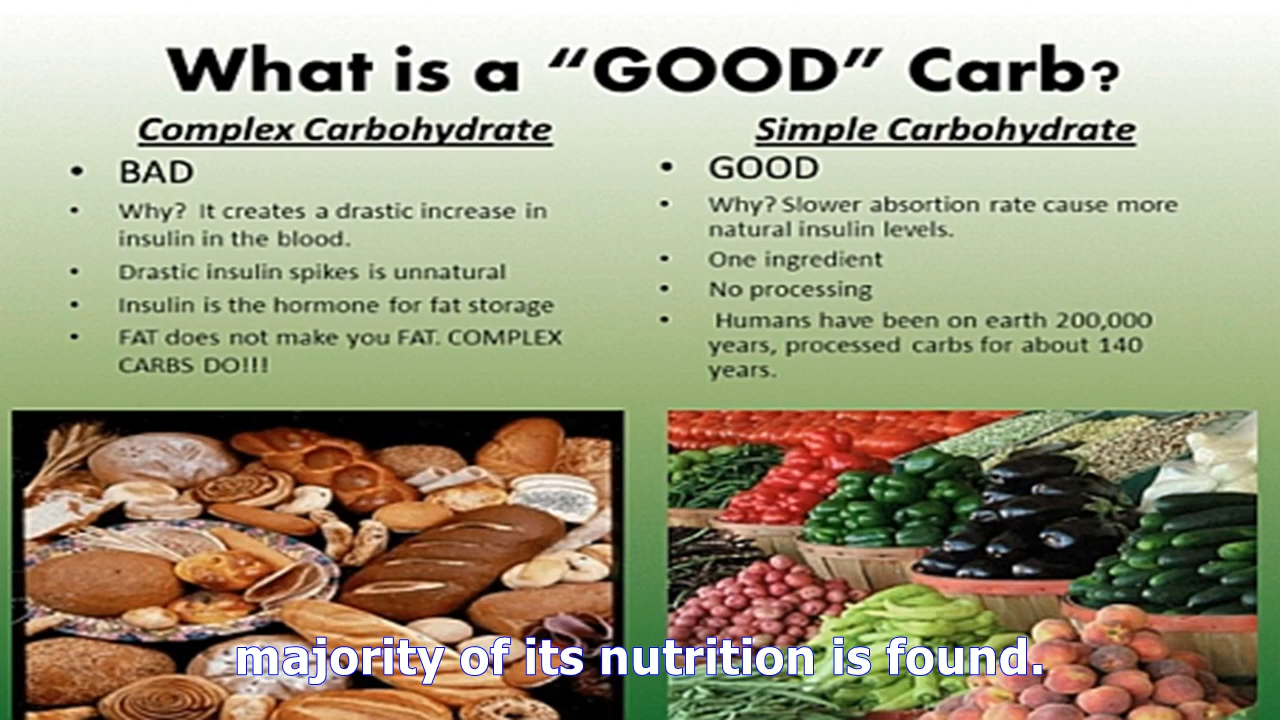 What is a “GOOD” Carb?
Complex Carbohydrate
• BAD
• Why? It creates a drastic increase in
insulin in the blood.
• Drastic insulin spikes is unnatural
• Insulin is the hormone for fat storage
• FAT does not make you FAT. COMPLEX
CARBS DO!!!
Simple Carbohydrate
• GOOD
• Why? Slower absortion rate cause more
natural insulin levels.
• One ingredient
• No processing
• Humans have been on earth 200,000
years, processed carbs for about 140
years.
majority of its nutrition is found.